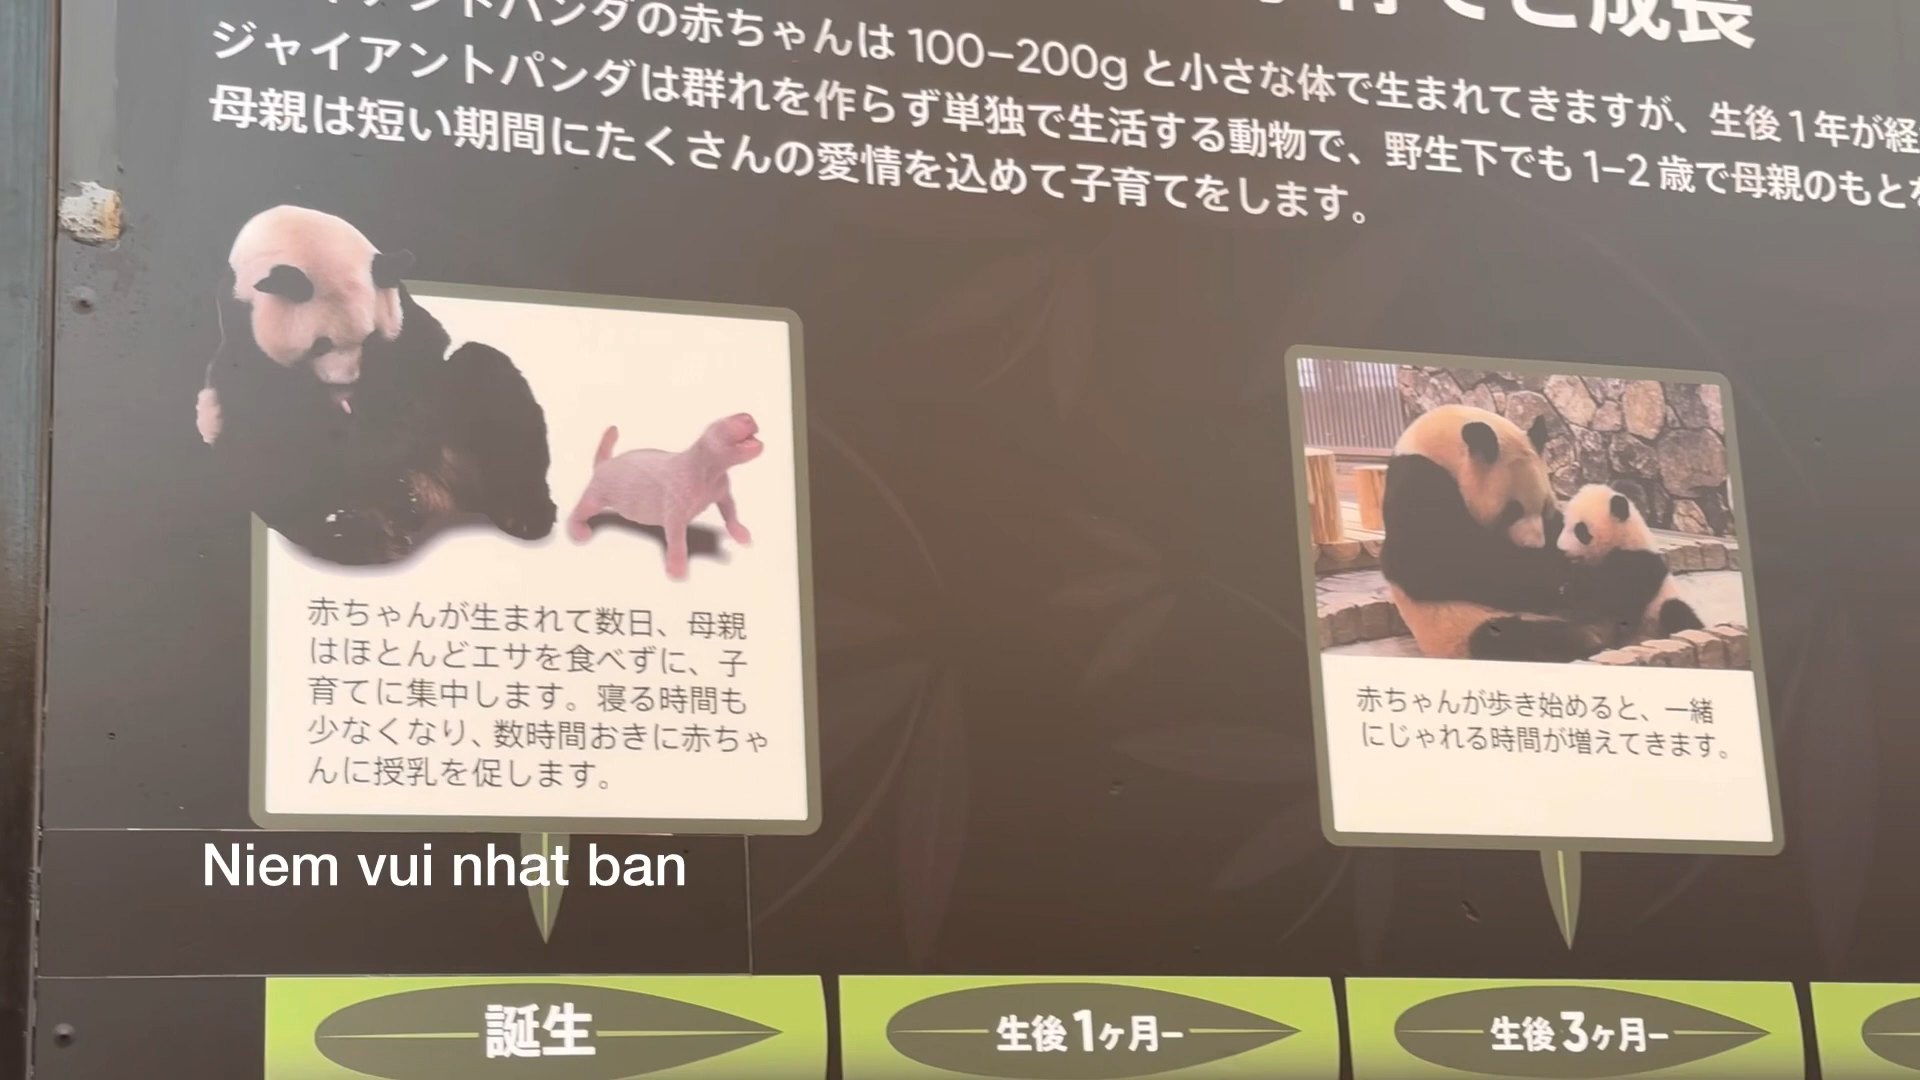 子育てと成長
ジャイアントパンダの赤ちゃんは 100–200g と小さな体で生まれてきますが、生後1年が経
ジャイアントパンダは群れを作らず単独で生活する動物で、野生下でも 1–2 歳で母親のもとを
母親は短い期間にたくさんの愛情を込めて子育てをします。
赤ちゃんが生まれて数日、母親
はほとんどエサを食べずに、子
育てに集中します。寝る時間も
少なくなり、数時間おきに赤ちゃ
んに授乳を促します。
赤ちゃんが歩き始めると、一緒
にじゃれる時間が増えてきます。
Niem vui nhat ban
誕生
生後1ヶ月–
生後3ヶ月–